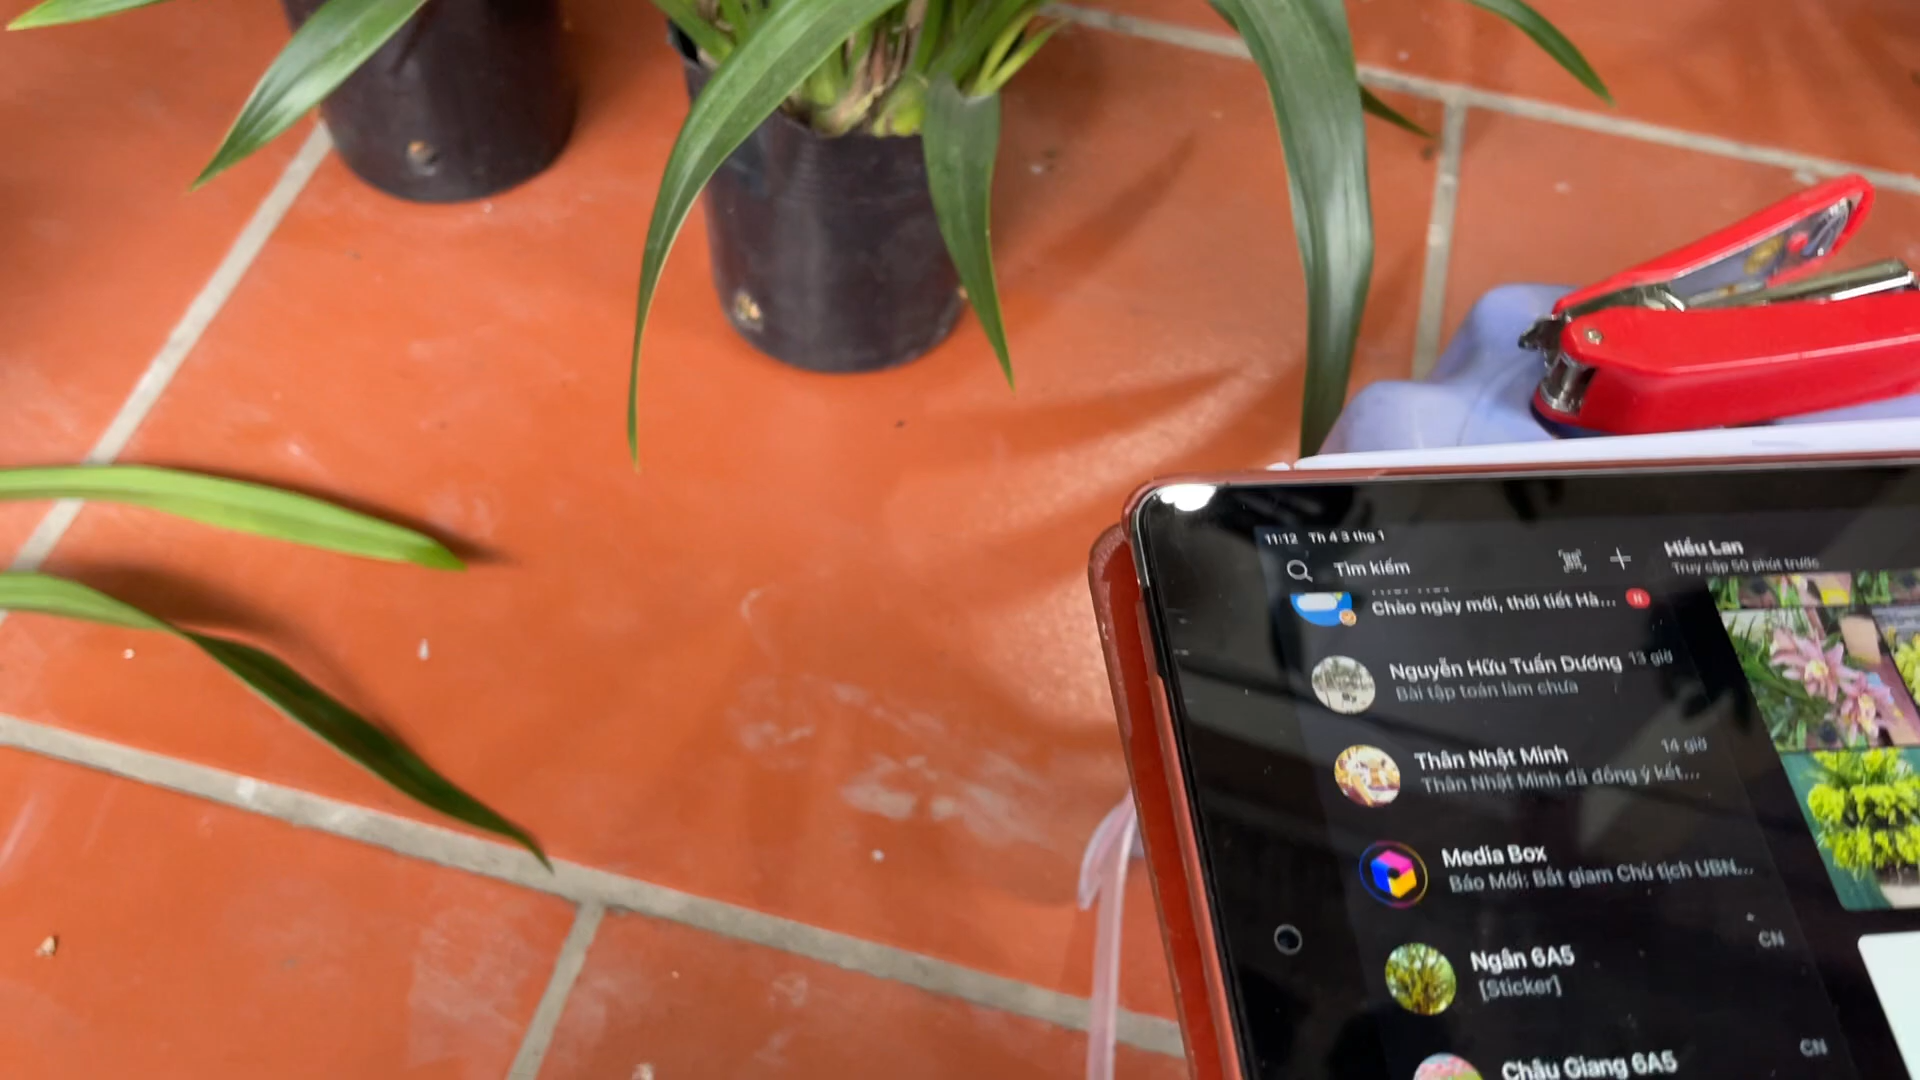 11:12 Th 4 3 thg 1
Tìm kiếm
Hiếu Lan
Truy cập 50 phút trước
Chào ngày mới, thời tiết Hà...
Nguyễn Hữu Tuấn Dương 13 giờ
Bài tập toán làm chưa
Thân Nhật Minh 14 giờ
Thân Nhật Minh đã đồng ý kết...
Media Box
Báo Mới: Bắt giam Chủ tịch UBN...
Ngân 6A5 CN
[Sticker]
Châu Giang 6A5 CN